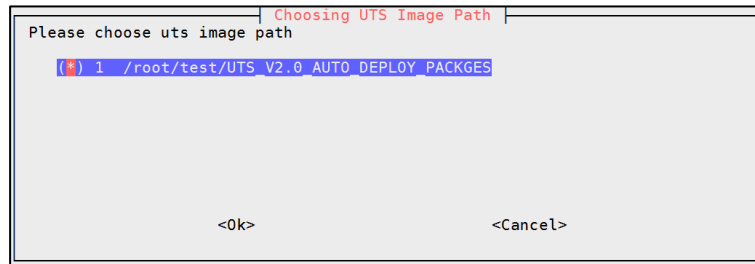 Choosing UTS Image Path
Please choose uts image path
(*) 1 /root/test/UTS_V2.0_AUTO_DEPLOY_PACKGES
<Ok> <Cancel>